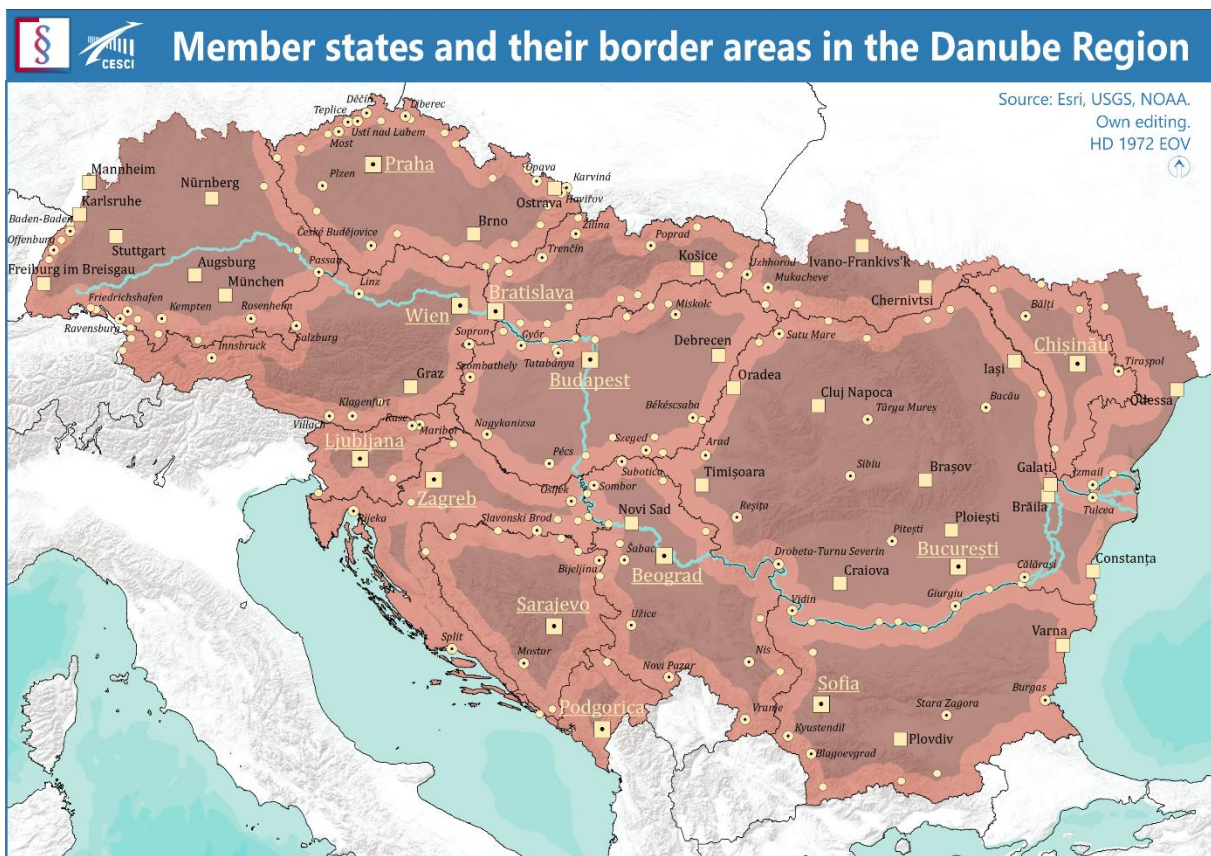 §
CESCI
Member states and their border areas in the Danube Region
Source: Esri, USGS, NOAA.
Own editing.
HD 1972 EOV
Děčín
Liberec
Teplice
Ústí nad Labem
Most
Praha
Mannheim
Nürnberg
Plzen
Opava
Karviná
Ostrava
Havířov
Karlsruhe
Baden-Baden
Brno
Žilina
Offenburg
Stuttgart
České Budějovice
Trenčín
Poprad
Košice
Uzhhorod
Ivano-Frankivs'k
Mukacheve
Passau
Freiburg im Breisgau
Augsburg
München
Linz
Bratislava
Chernivtsi
Friedrichshafen
Kempten
Rosenheim
Wien
Miskolc
Bălți
Ravensburg
Salzburg
Sopron
Győr
Satu Mare
Innsbruck
Szombathely
Tatabánya
Debrecen
Chisinău
Budapest
Iași
Tiraspol
Graz
Oradea
Cluj Napoca
Odessa
Klagenfurt
Târgu Mureș
Bacău
Villach
Ruše
Maribor
Nagykanizsa
Békéscsaba
Ljubljana
Szeged
Arad
Pécs
Subotica
Timișoara
Sibiu
Brașov
Galați
Izmail
Zagreb
Osijek
Sombor
Brăila
Tulcea
Rijeka
Slavonski Brod
Novi Sad
Reșița
Ploiești
Pitești
Šabac
Drobeta-Turnu Severin
București
Constanța
Bijeljina
Beograd
Craiova
Călărași
Vidin
Giurgiu
Sarajevo
Užice
Varna
Split
Mostar
Nis
Novi Pazar
Sofia
Burgas
Podgorica
Vranje
Stara Zagora
Kyustendil
Plovdiv
Blagoevgrad